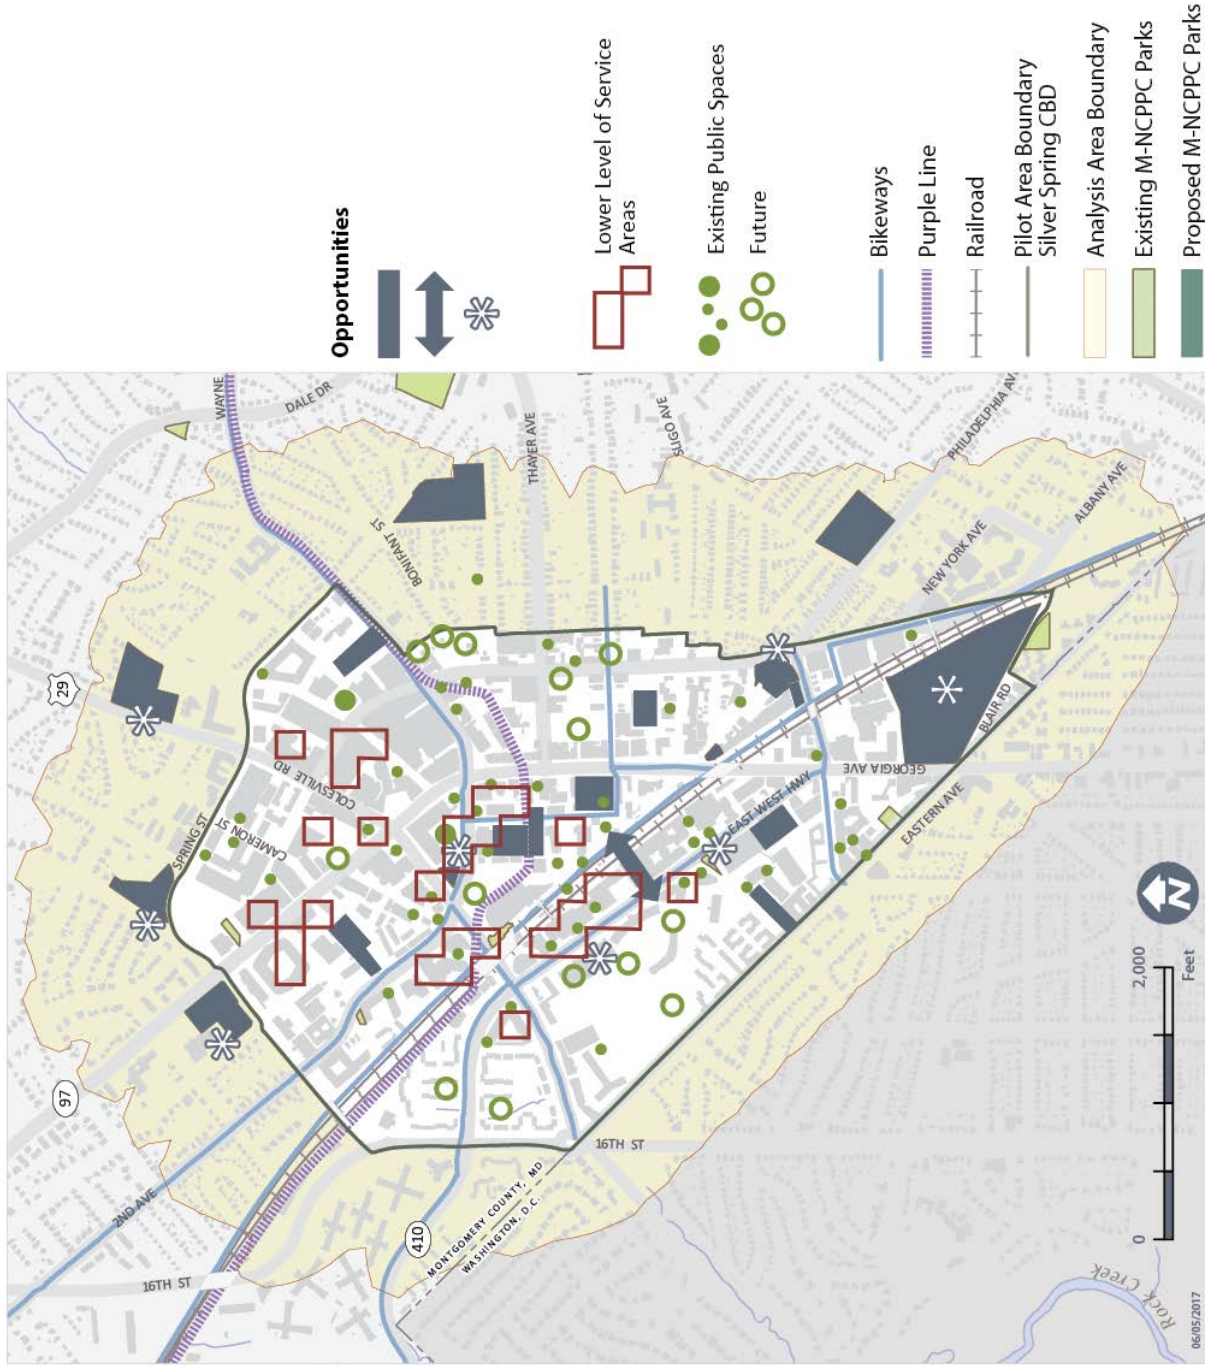 Opportunities
Lower Level of Service
Areas
Existing Public Spaces
Future
Bikeways
Purple Line
Railroad
Pilot Area Boundary
Silver Spring CBD
Analysis Area Boundary
Existing M-NCPPC Parks
Proposed M-NCPPC Parks
WAYNE
DALE DR
29
BONIFANT ST
THAYER AVE
SLIGO AVE
PHILADELPHIA AV
ALBANY AVE
NEW YORK AVE
SPRING ST
COLESVILLE RD
CAMERON ST
BLAIR RD
GEORGIA AVE
EAST WEST HWY
EASTERN AVE
97
2ND AVE
16TH ST
16TH ST
410
MONTGOMERY COUNTY, MD
WASHINGTON, D.C.
Rock Creek
N
0
2,000
Feet
06/05/2017